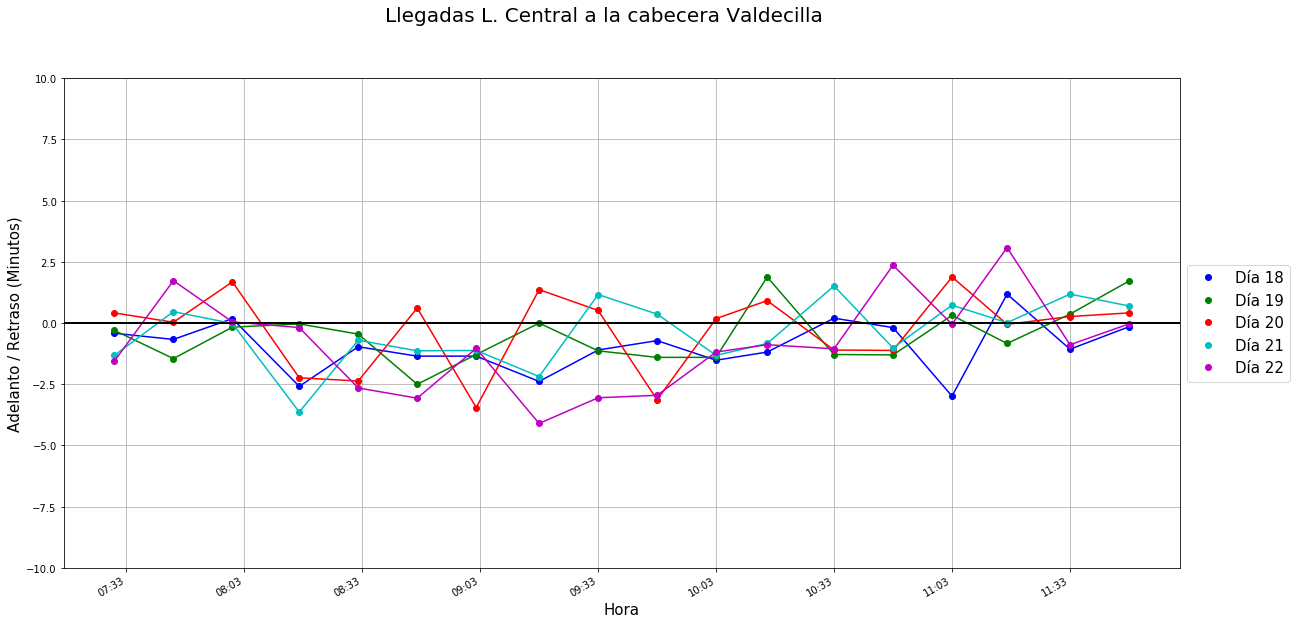 Llegadas L. Central a la cabecera Valdecilla
Adelanto / Retraso (Minutos)
10.0
7.5
5.0
2.5
0.0
−2.5
−5.0
−7.5
−10.0
07:33
08:03
08:33
09:03
09:33
10:03
10:33
11:03
11:33
Hora
Día 18
Día 19
Día 20
Día 21
Día 22